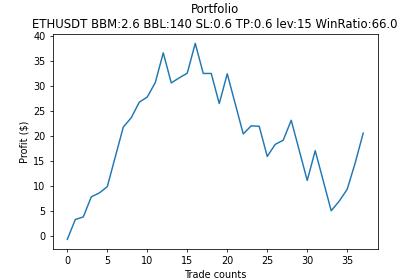 Portfolio
ETHUSDT BBM:2.6 BBL:140 SL:0.6 TP:0.6 lev:15 WinRatio:66.0
40
35
30
25
20
15
10
5
0
Profit ($)
0 5 10 15 20 25 30 35
Trade counts